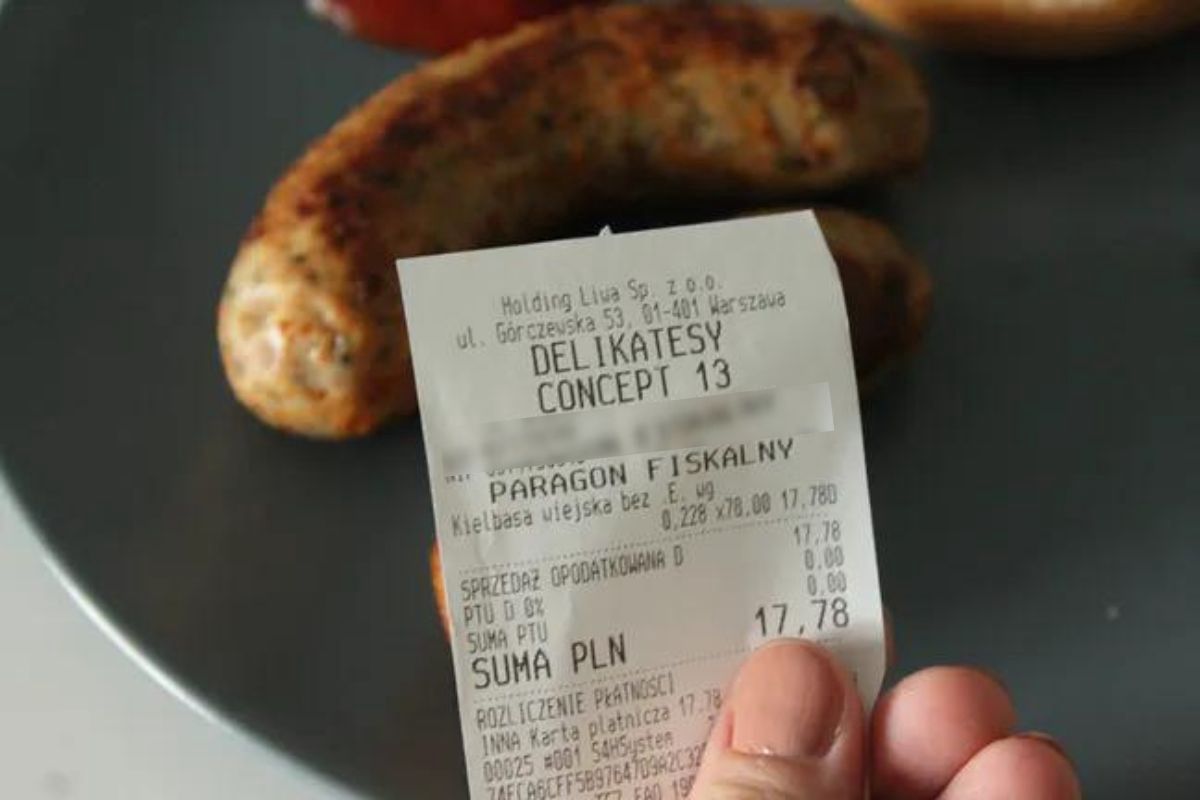 Holding Liwa Sp. z o.o.
ul. Górczewska 53, 01-401 Warszawa
DELIKATESY
CONCEPT 13
PARAGON FISKALNY
Kiełbasa wiejska bez .E. wg
0,228 x78,00 17,78D
17,78
SPRZEDAŻ OPODATKOWANA D 0.00
PTU D 0% 0.00
SUMA PTU
SUMA PLN 17,78
ROZLICZENIE PŁATNOŚCI
INNA Karta płatnicza 17,78
00025 #001 S4HSystem